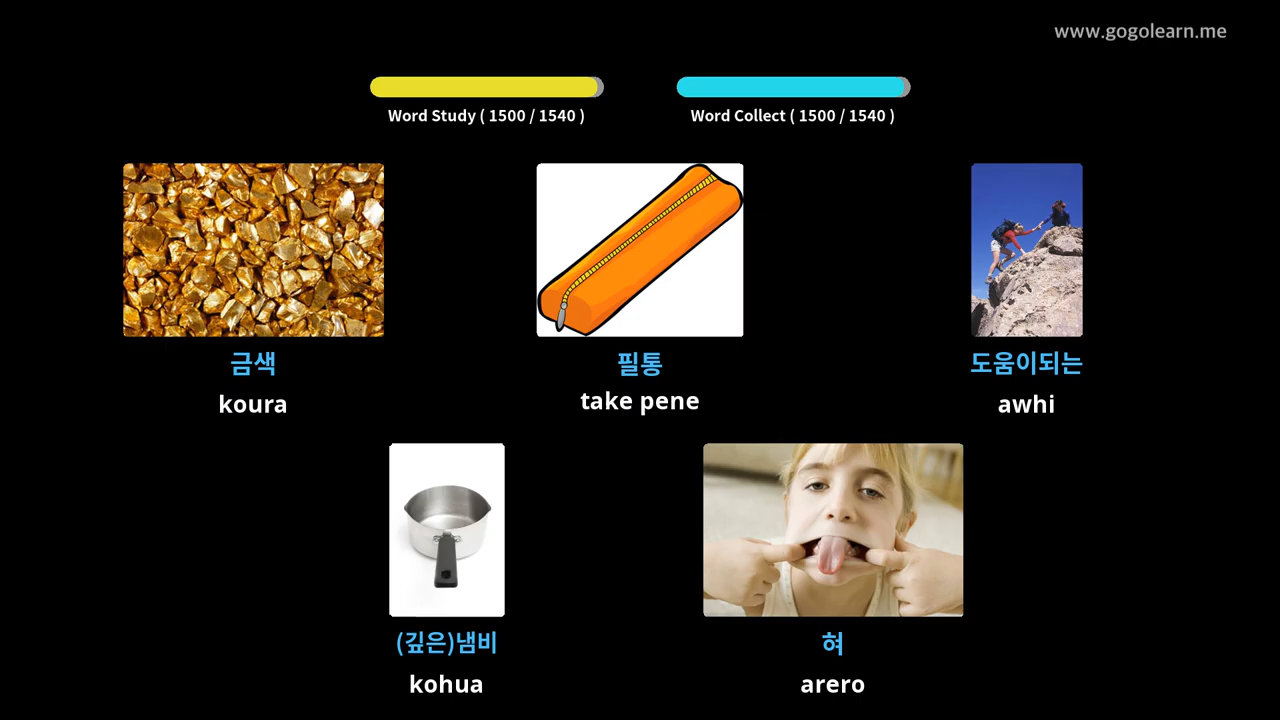 www.gogolearn.me
Word Study ( 1500 / 1540 )
Word Collect ( 1500 / 1540 )
금색
koura
필통
take pene
도움이되는
awhi
(깊은)냄비
kohua
혀
arero